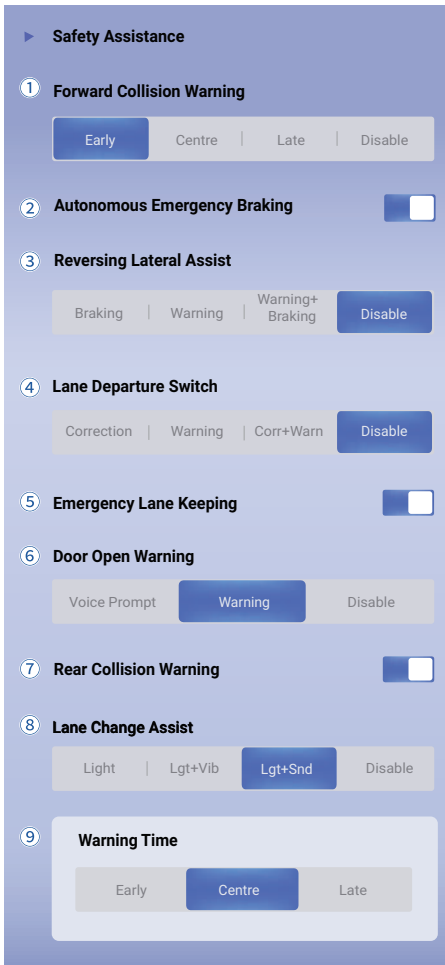 Safety Assistance
1 Forward Collision Warning
Early Centre Late Disable
2 Autonomous Emergency Braking
3 Reversing Lateral Assist
Braking Warning Warning+ Braking Disable
4 Lane Departure Switch
Correction Warning Corr+Warn Disable
5 Emergency Lane Keeping
6 Door Open Warning
Voice Prompt Warning Disable
7 Rear Collision Warning
8 Lane Change Assist
Light Lgt+Vib Lgt+Snd Disable
9 Warning Time
Early Centre Late